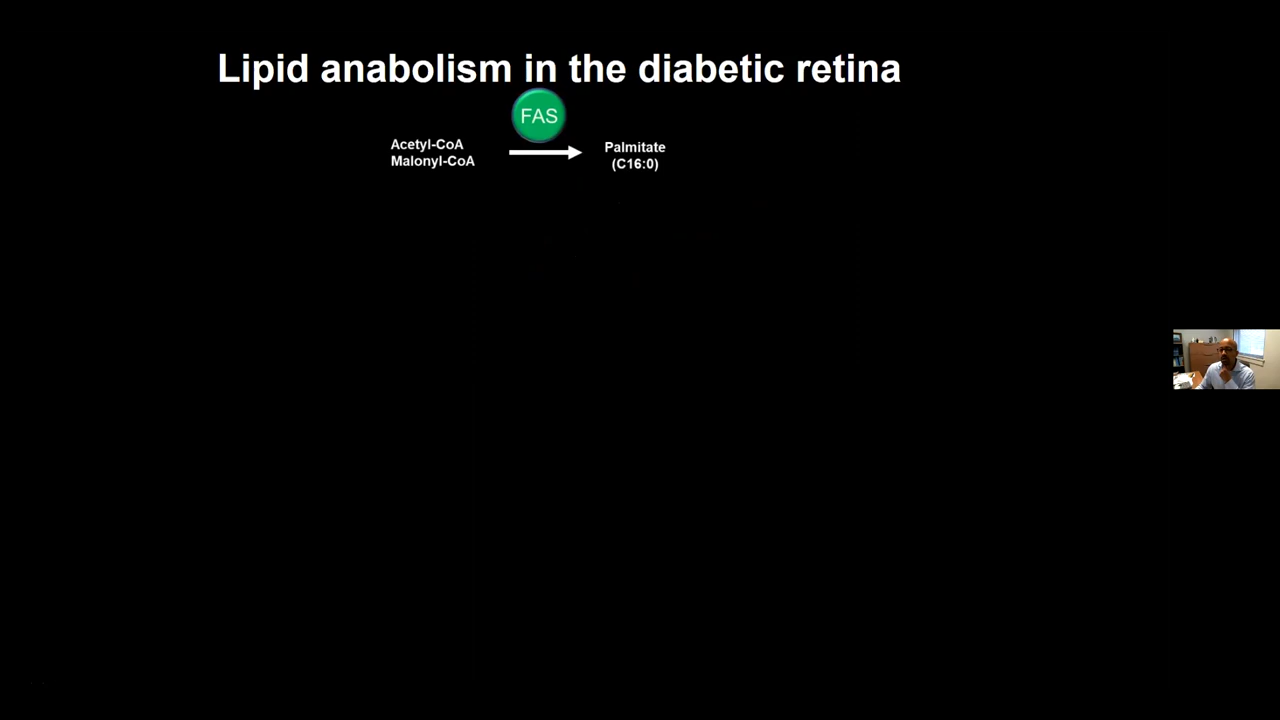 Lipid anabolism in the diabetic retina
FAS
Acetyl-CoA
Malonyl-CoA
Palmitate
(C16:0)